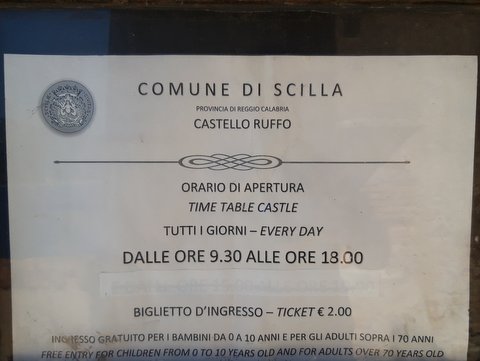 COMUNE DI SCILLA
PROVINCIA DI REGGIO CALABRIA
CASTELLO RUFFO
ORARIO DI APERTURA
TIME TABLE CASTLE
TUTTI I GIORNI – EVERY DAY
DALLE ORE 9.30 ALLE ORE 18.00
BIGLIETTO D'INGRESSO – TICKET € 2.00
INGRESSO GRATUITO PER I BAMBINI DA 0 A 10 ANNI E PER GLI ADULTI SOPRA I 70 ANNI
FREE ENTRY FOR CHILDREN FROM 0 TO 10 YEARS OLD AND FOR ADULTS OVER 70 YEARS OLD